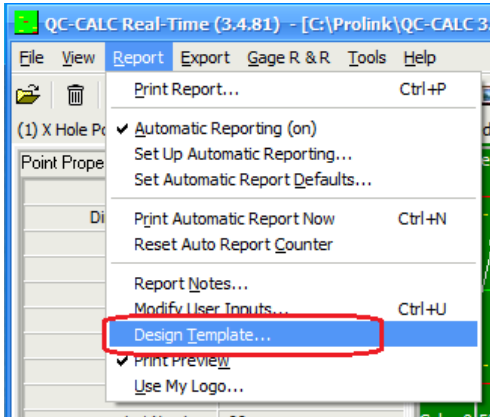 QC-CALC Real-Time (3.4.81) - [C:\Prolink\QC-CALC 3.
File View Report Export Gage R & R Tools Help
Print Report... Ctrl+P
(1) X Hole Po
Automatic Reporting (on)
Set Up Automatic Reporting...
Point Prope
Set Automatic Report Defaults...
Di
Print Automatic Report Now Ctrl+N
Reset Auto Report Counter
Report Notes...
Modify User Inputs... Ctrl+U
Design Template...
Print Preview
Use My Logo...